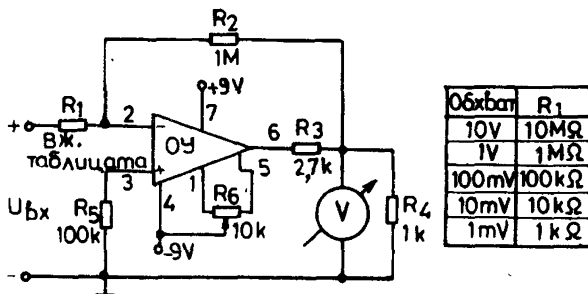 R2
1M
+9V
R1
+
2
-
7
Вж.
таблицата
ОУ
6
R3
2,7k
3
+
5
1
4
R6
10k
Uвх
R5
100k
-9V
V
R4
1k
-
Обхват R1
10V 10MΩ
1V 1MΩ
100mV 100kΩ
10mV 10kΩ
1mV 1kΩ